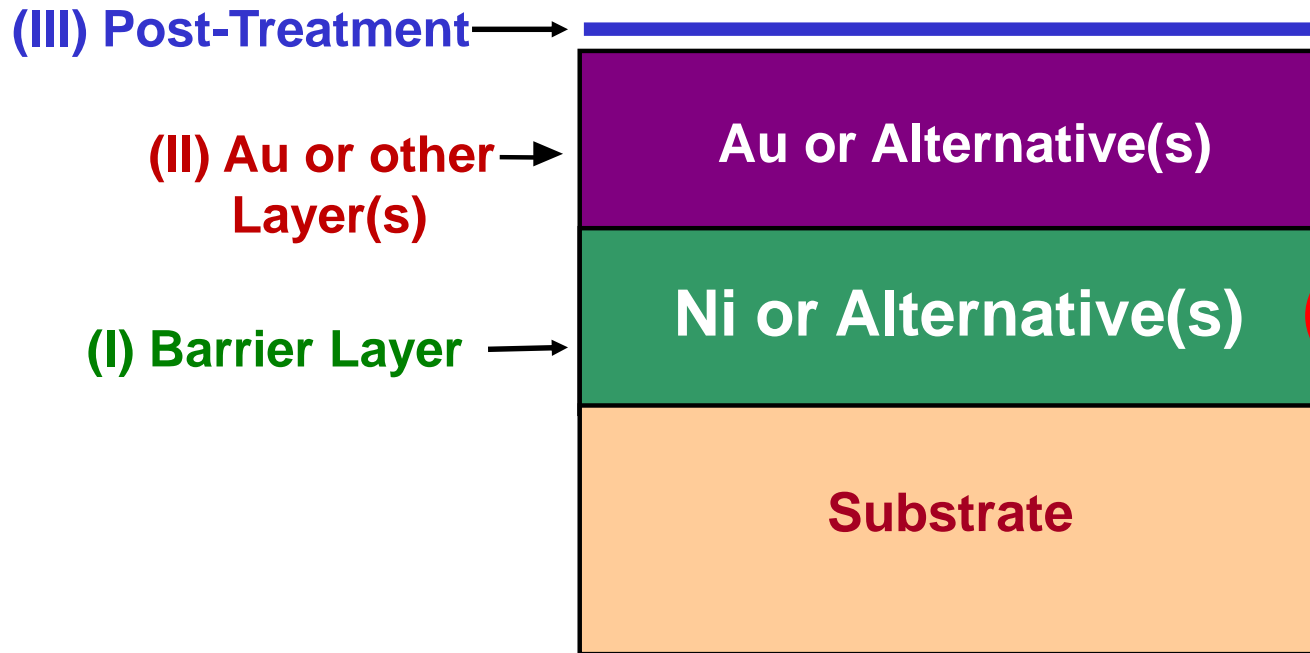 (III) Post-Treatment
(II) Au or other
Layer(s)
Au or Alternative(s)
(I) Barrier Layer
Ni or Alternative(s)
Substrate